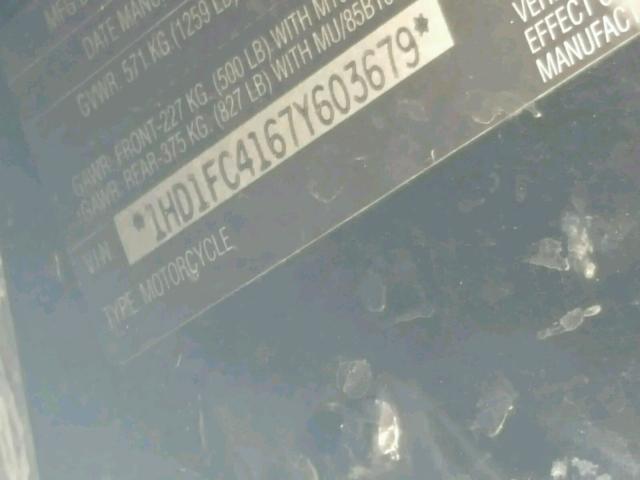 MFG
DATE MANU
GVWR: 571 KG (1259 LB)
GAWR: FRONT-227 KG. (500 LB) WITH
GAWR: REAR-375 KG. (827 LB) WITH MU/85B
V.I.N. *1HD1FC4167Y603679*
TYPE MOTORCYCLE
VEH
EFFECT
MANUFAC